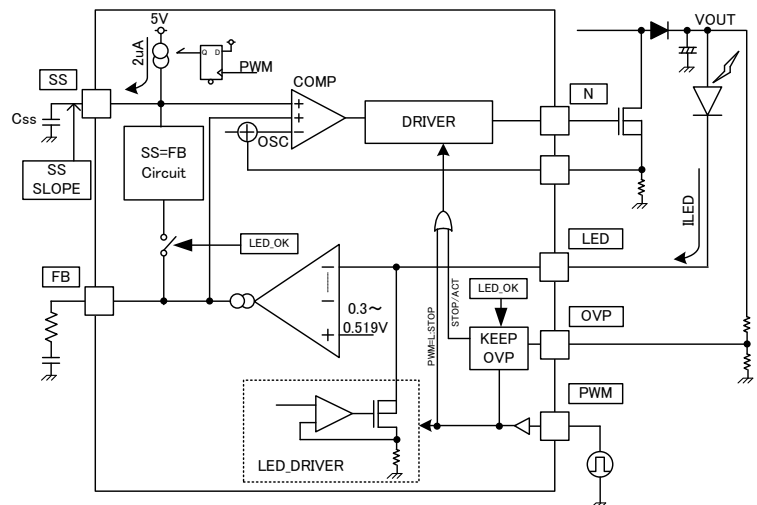 5V
VOUT
2uA
Q D
PWM
SS
COMP
N
Css
+
+
−
DRIVER
OSC
SS=FB
Circuit
SS
SLOPE
ILED
LED_OK
LED
FB
PWM=L:STOP
STOP/ACT
LED_OK
OVP
0.3～
0.519V
+
KEEP
OVP
PWM
LED_DRIVER